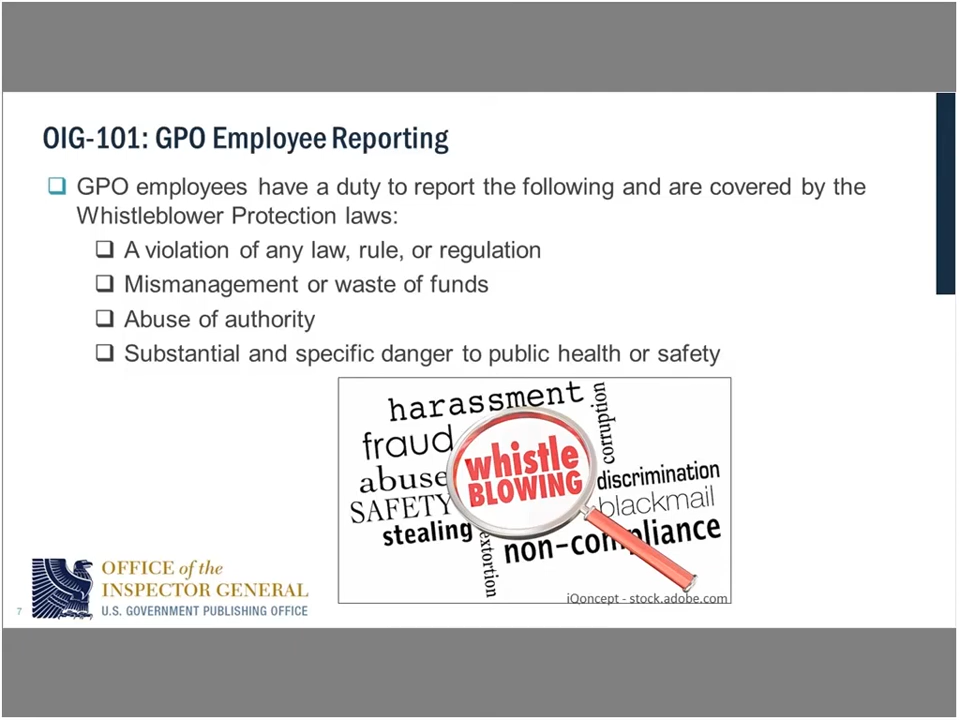 OIG-101: GPO Employee Reporting
GPO employees have a duty to report the following and are covered by the
Whistleblower Protection laws:
A violation of any law, rule, or regulation
Mismanagement or waste of funds
Abuse of authority
Substantial and specific danger to public health or safety
harassment
corruption
fraud
whistle
BLOWING
abuse
discrimination
SAFETY
blackmail
stealing
extortion
non-compliance
iQoncept - stock.adobe.com
OFFICE of the
INSPECTOR GENERAL
U.S. GOVERNMENT PUBLISHING OFFICE
7